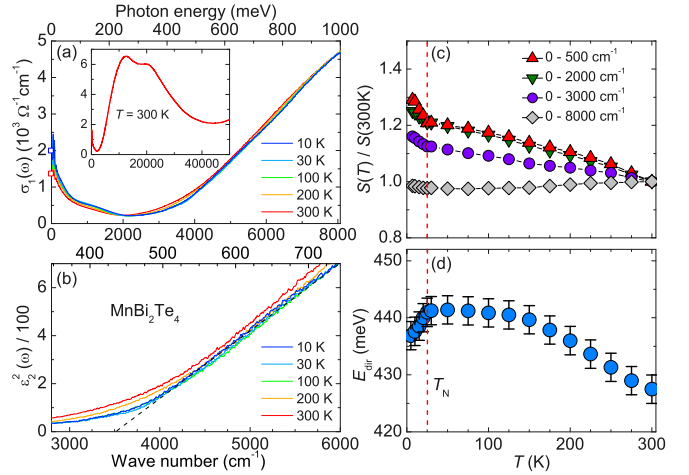 Photon energy (meV)
0 200 400 600 800 1000
(a)
5
4
3
2
1
0
σ₁(ω) (10³ Ω⁻¹cm⁻¹)
6
4
2
0
T = 300 K
0 20000 40000
10 K
30 K
100 K
200 K
300 K
0 2000 4000 6000 8000
400 500 600 700
(b)
MnBi₂Te₄
6
4
2
0
ε₂²(ω) / 100
10 K
30 K
100 K
200 K
300 K
3000 4000 5000 6000
Wave number (cm⁻¹)
(c)
0 - 500 cm⁻¹
0 - 2000 cm⁻¹
0 - 3000 cm⁻¹
0 - 8000 cm⁻¹
1.4
1.2
1.0
0.8
S(T) / S(300K)
(d)
450
440
430
420
E_dir (meV)
T_N
0 50 100 150 200 250 300
T (K)